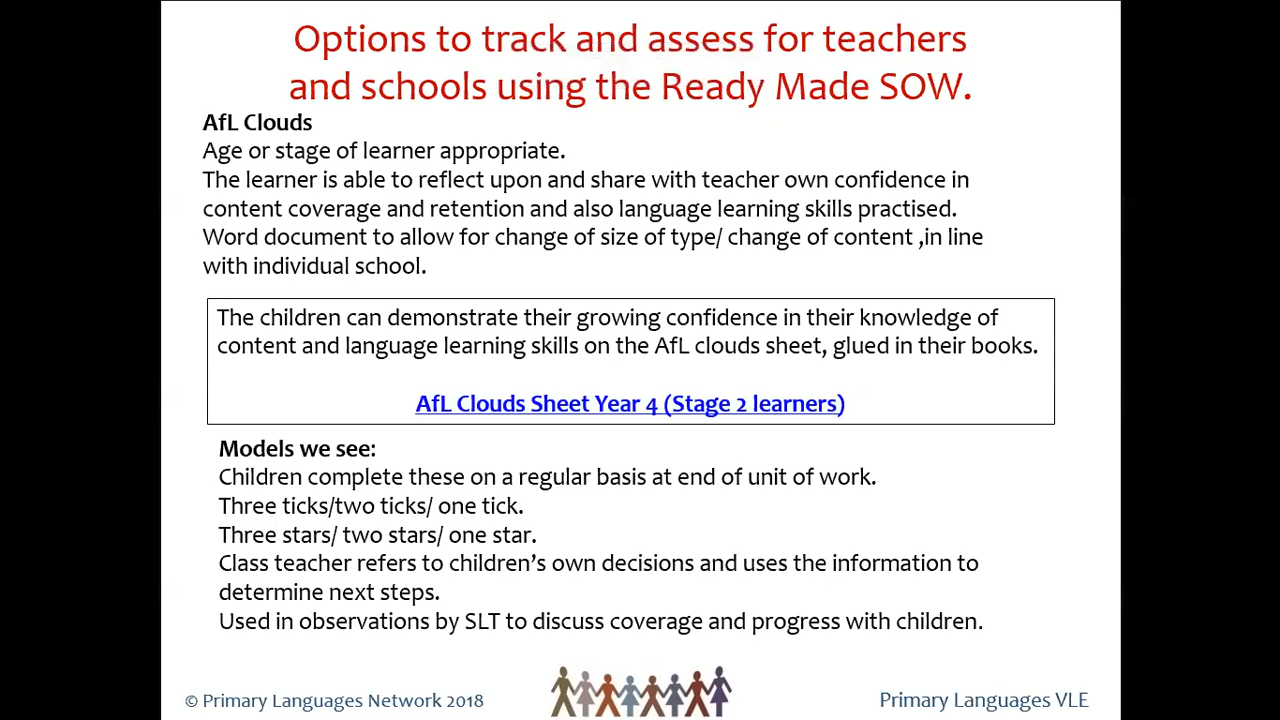 Options to track and assess for teachers
and schools using the Ready Made SOW.
AfL Clouds
Age or stage of learner appropriate.
The learner is able to reflect upon and share with teacher own confidence in
content coverage and retention and also language learning skills practised.
Word document to allow for change of size of type/ change of content ,in line
with individual school.
The children can demonstrate their growing confidence in their knowledge of
content and language learning skills on the AfL clouds sheet, glued in their books.
AfL Clouds Sheet Year 4 (Stage 2 learners)
Models we see:
Children complete these on a regular basis at end of unit of work.
Three ticks/two ticks/ one tick.
Three stars/ two stars/ one star.
Class teacher refers to children’s own decisions and uses the information to
determine next steps.
Used in observations by SLT to discuss coverage and progress with children.
© Primary Languages Network 2018
Primary Languages VLE